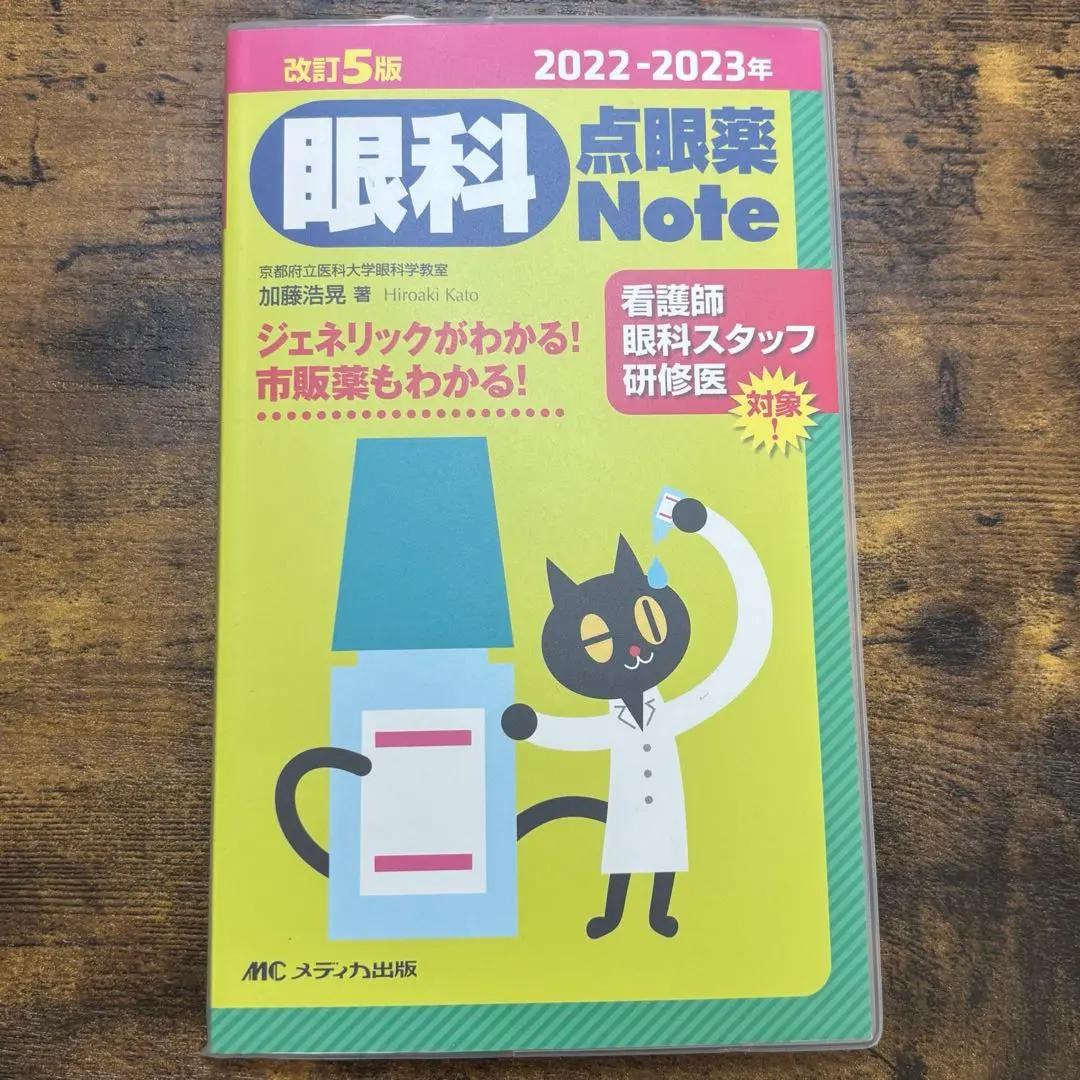 改訂5版
2022-2023年
眼科
点眼薬
Note
京都府立医科大学眼科学教室
加藤浩晃 著 Hiroaki Kato
ジェネリックがわかる!
市販薬もわかる!
看護師
眼科スタッフ
研修医
対象
!
MC メディカ出版